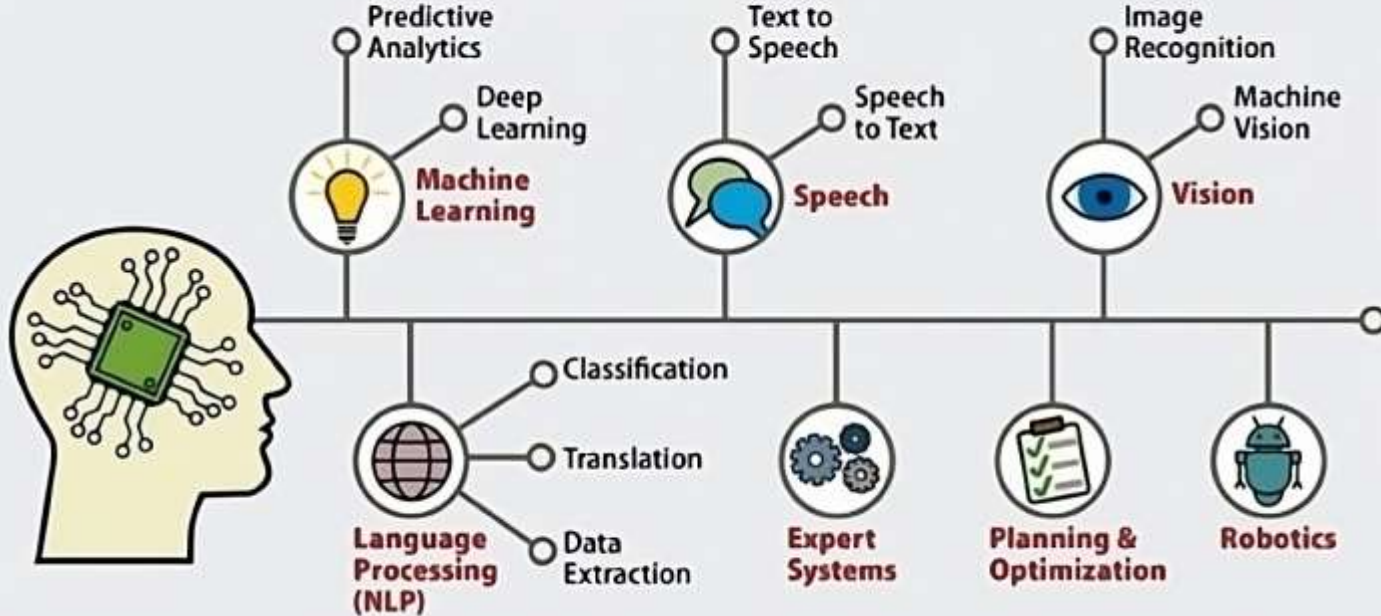 Predictive
Analytics
Deep
Learning
Machine
Learning
Text to
Speech
Speech
to Text
Speech
Image
Recognition
Machine
Vision
Vision
Classification
Translation
Data
Extraction
Language
Processing
(NLP)
Expert
Systems
Planning &
Optimization
Robotics